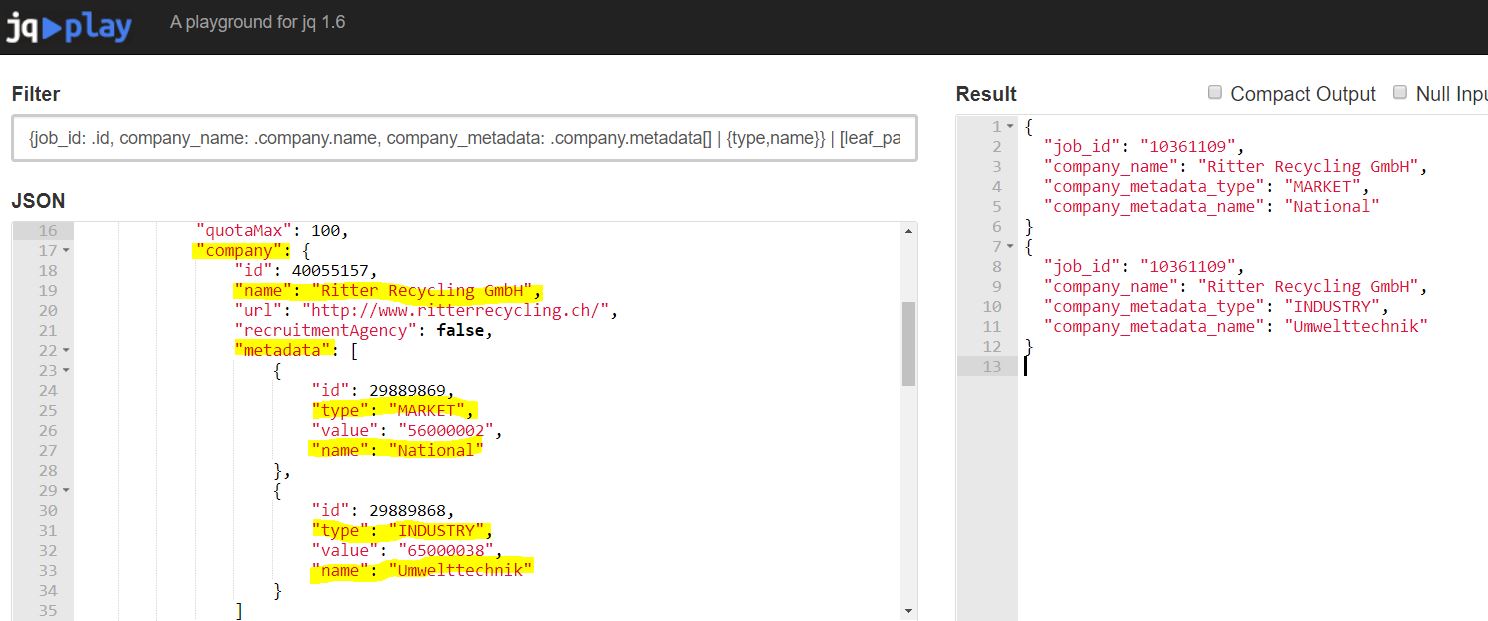 jq play A playground for jq 1.6
Filter
{job_id: .id, company_name: .company.name, company_metadata: .company.metadata[] | {type,name}} | [leaf_pa
JSON
16 "quotaMax": 100,
17 "company": {
18 "id": 40055157,
19 "name": "Ritter Recycling GmbH",
20 "url": "http://www.ritterrecycling.ch/",
21 "recruitmentAgency": false,
22 "metadata": [
23 {
24 "id": 29889869,
25 "type": "MARKET",
26 "value": "56000002",
27 "name": "National"
28 },
29 {
30 "id": 29889868,
31 "type": "INDUSTRY",
32 "value": "65000038",
33 "name": "Umwelttechnik"
34 }
35 ]
Result Compact Output Null Inpu
1 {
2 "job_id": "10361109",
3 "company_name": "Ritter Recycling GmbH",
4 "company_metadata_type": "MARKET",
5 "company_metadata_name": "National"
6 }
7 {
8 "job_id": "10361109",
9 "company_name": "Ritter Recycling GmbH",
10 "company_metadata_type": "INDUSTRY",
11 "company_metadata_name": "Umwelttechnik"
12 }
13